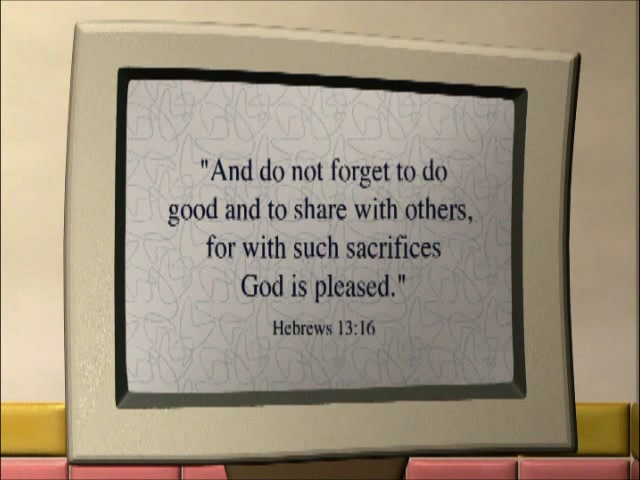 "And do not forget to do
good and to share with others,
for with such sacrifices
God is pleased."
Hebrews 13:16